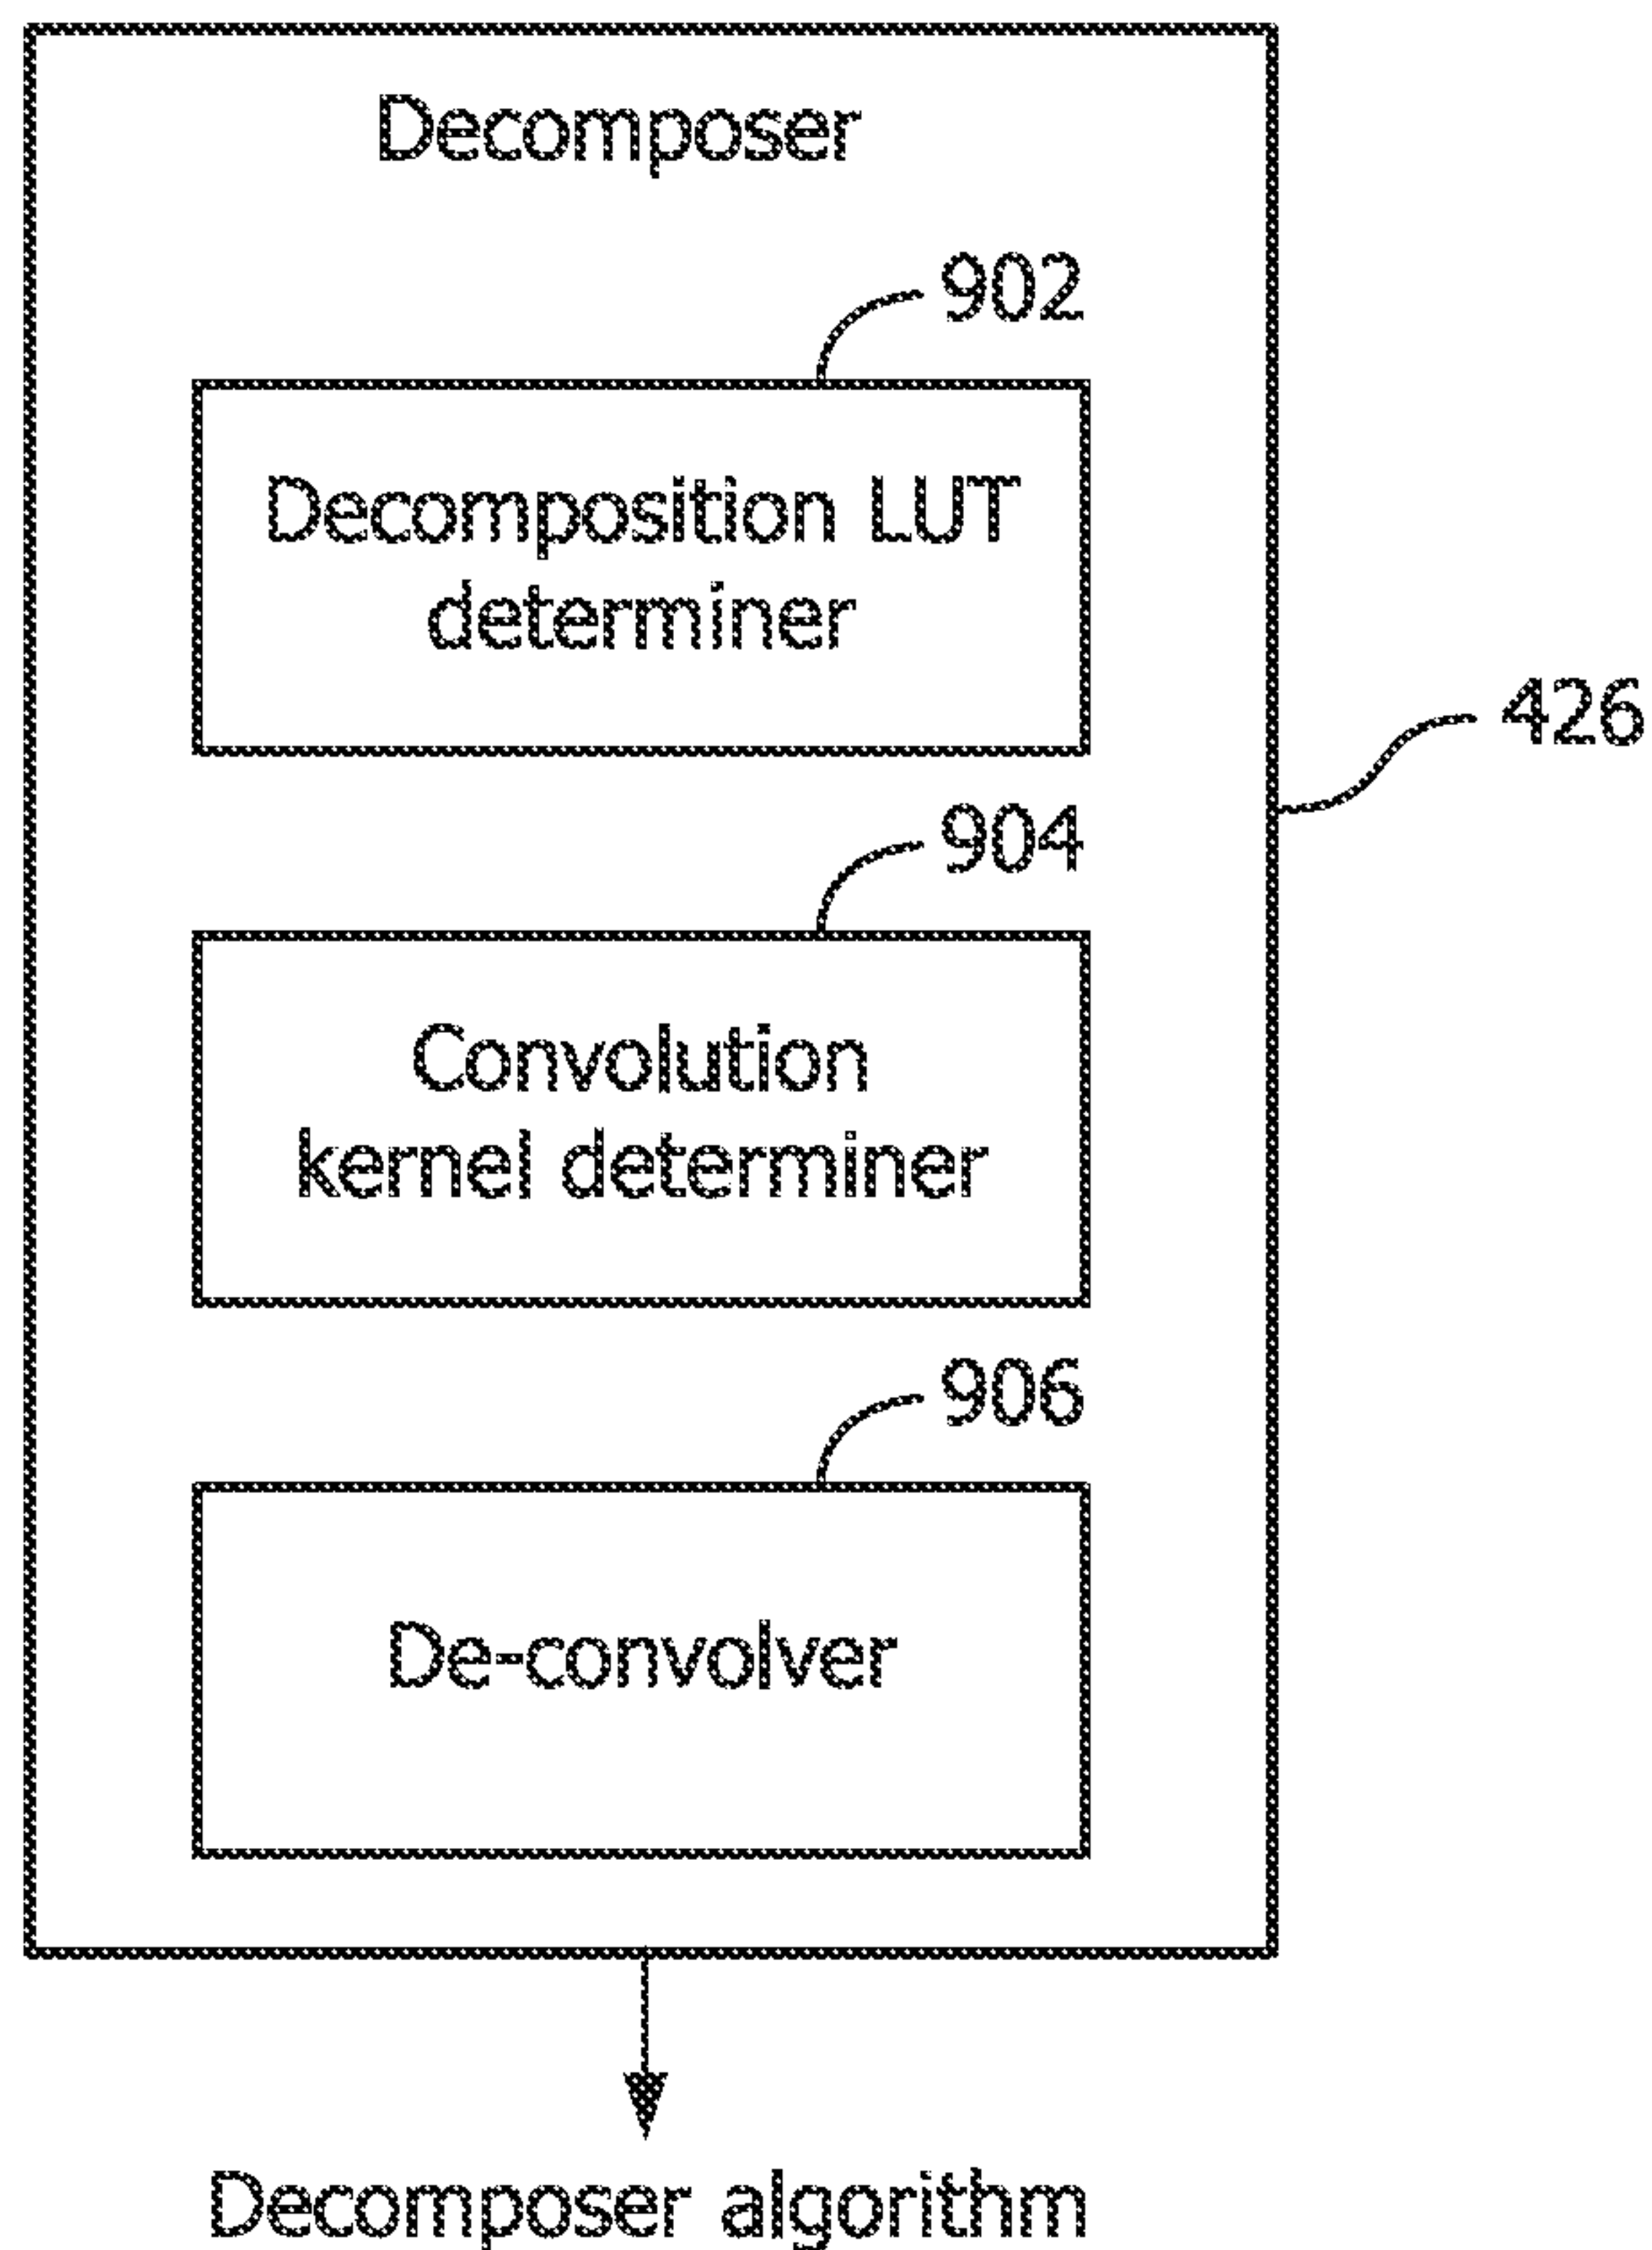 Decomposer
902
Decomposition LUT
determiner
426
904
Convolution
kernel determiner
906
De-convolver
Decomposer algorithm